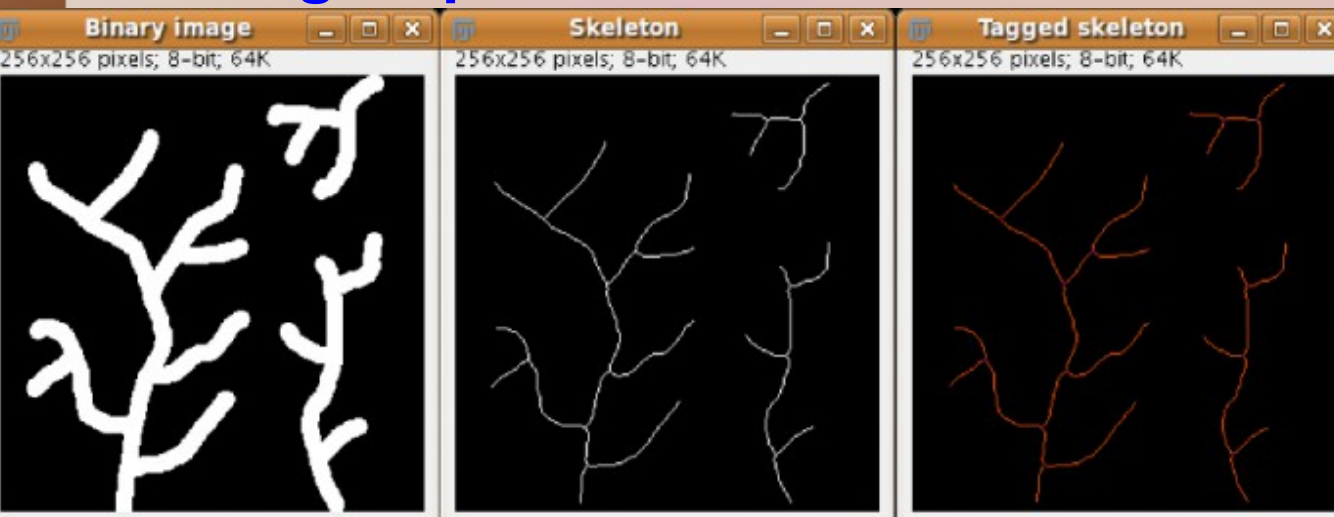 Binary image
256x256 pixels; 8-bit; 64K
Skeleton
256x256 pixels; 8-bit; 64K
Tagged skeleton
256x256 pixels; 8-bit; 64K